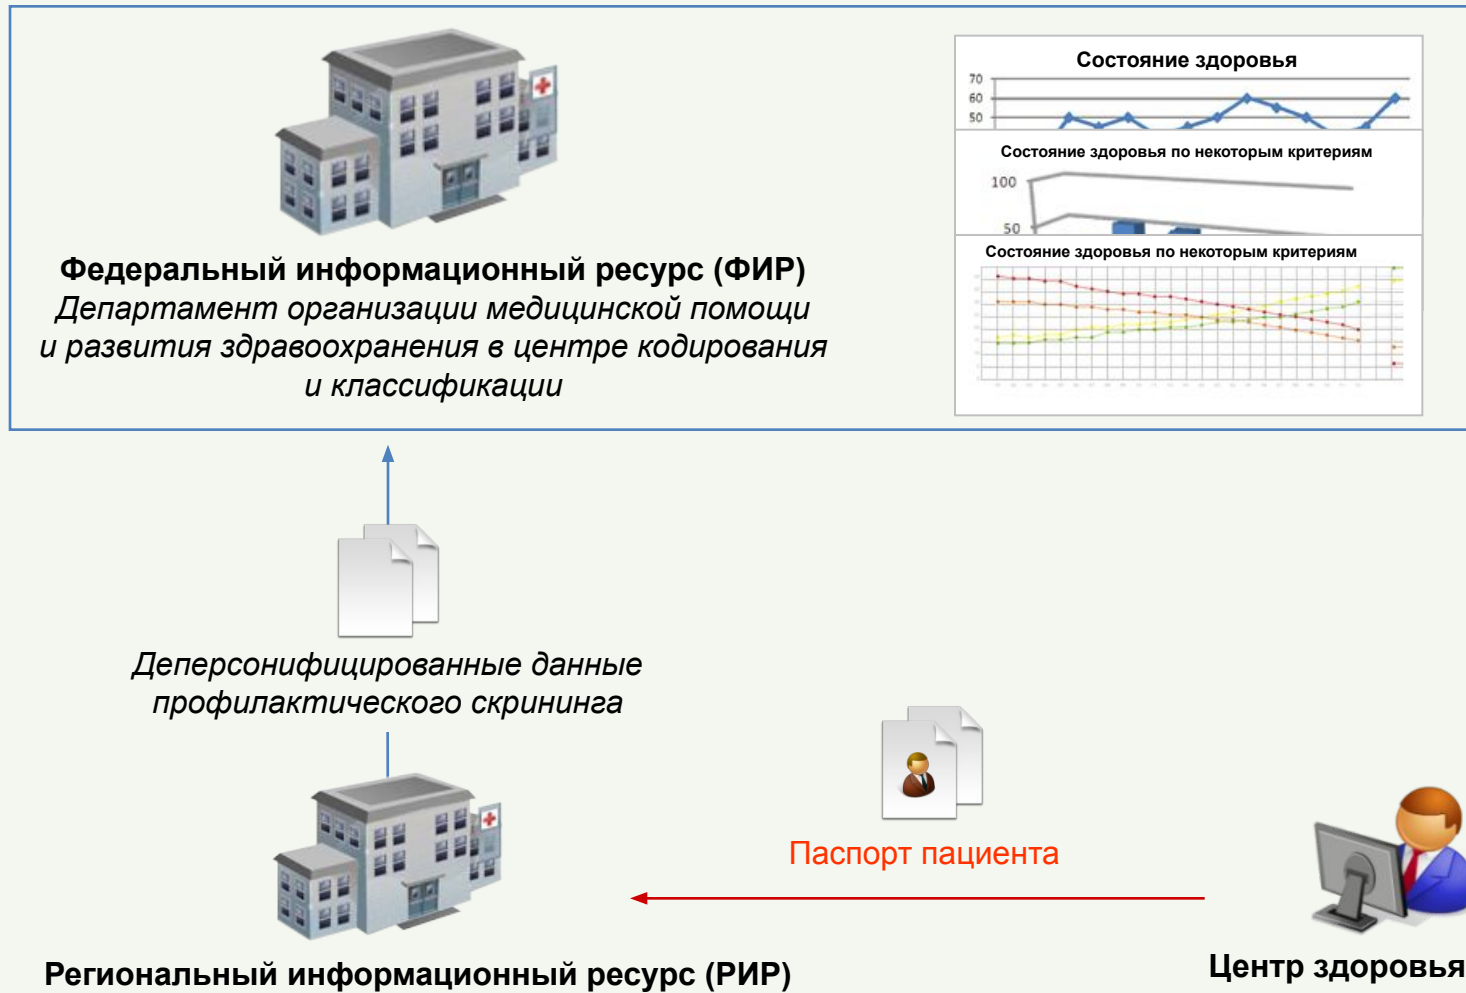 Федеральный информационный ресурс (ФИР)
Департамент организации медицинской помощи
и развития здравоохранения в центре кодирования
и классификации
Состояние здоровья
70
60
50
Состояние здоровья по некоторым критериям
100
50
Состояние здоровья по некоторым критериям
Деперсонифицированные данные
профилактического скрининга
Паспорт пациента
Региональный информационный ресурс (РИР)
Центр здоровья